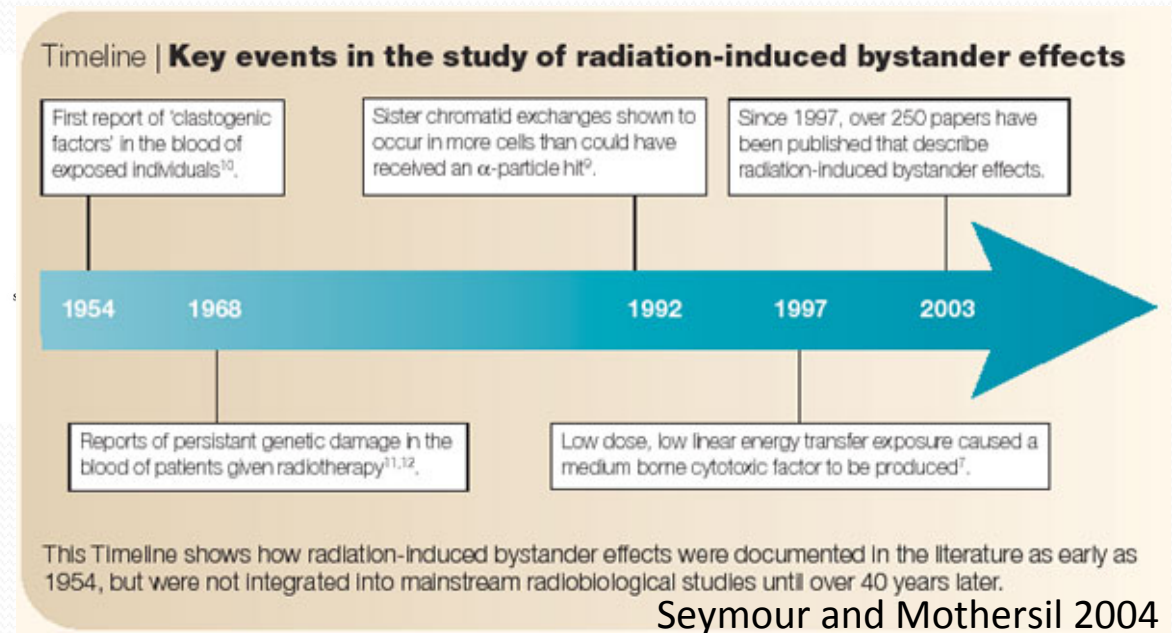 Timeline | Key events in the study of radiation-induced bystander effects
First report of 'clastogenic
factors' in the blood of
exposed individuals¹⁰.
Sister chromatid exchanges shown to
occur in more cells than could have
received an α-particle hit⁹.
Since 1997, over 250 papers have
been published that describe
radiation-induced bystander effects.
1954 1968 1992 1997 2003
Reports of persistant genetic damage in the
blood of patients given radiotherapy¹¹,¹².
Low dose, low linear energy transfer exposure caused a
medium borne cytotoxic factor to be produced⁷.
This Timeline shows how radiation-induced bystander effects were documented in the literature as early as
1954, but were not integrated into mainstream radiobiological studies until over 40 years later.
Seymour and Mothersil 2004